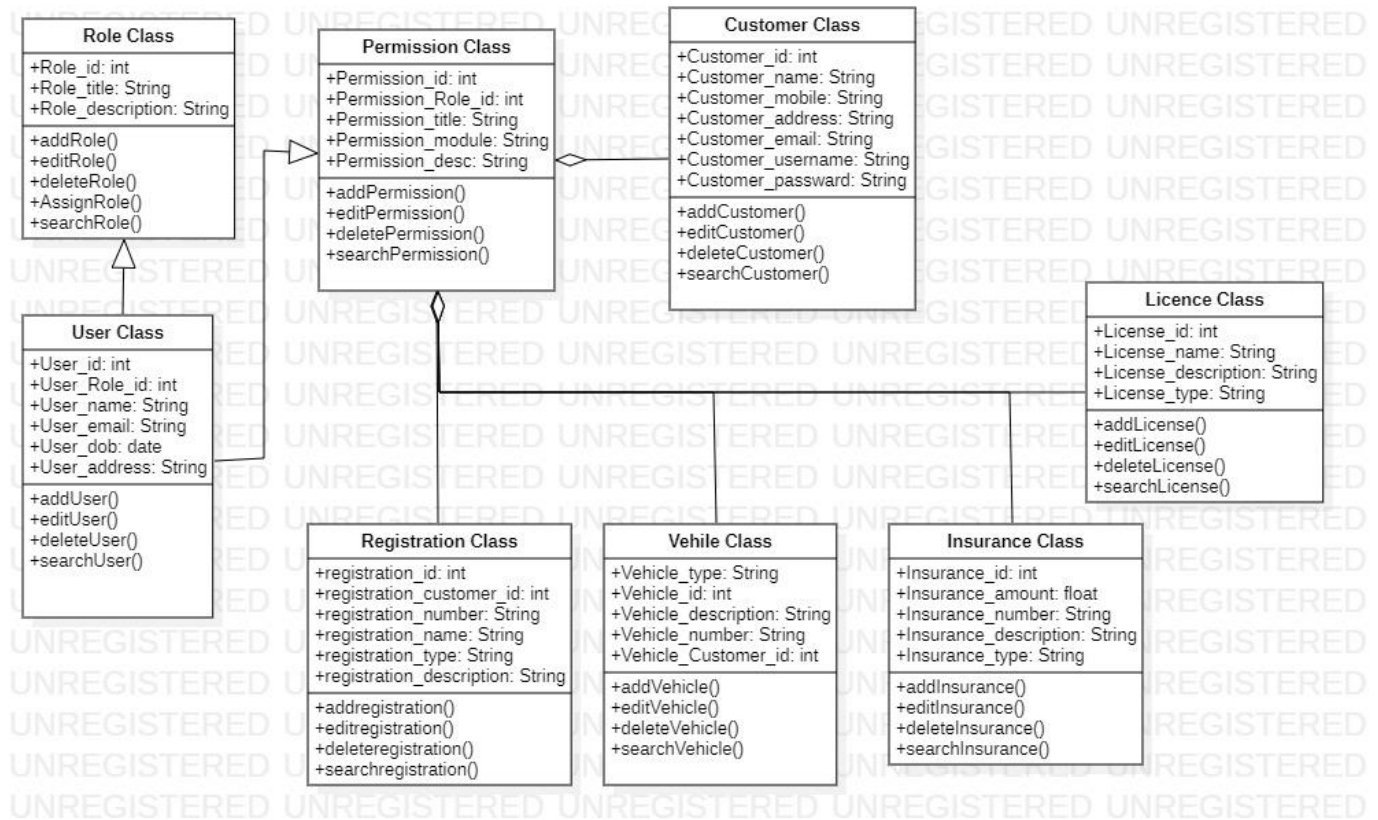 Role Class
+Role_id: int
+Role_title: String
+Role_description: String
+addRole()
+editRole()
+deleteRole()
+AssignRole()
+searchRole()
Permission Class
+Permission_id: int
+Permission_Role_id: int
+Permission_title: String
+Permission_module: String
+Permission_desc: String
+addPermission()
+editPermission()
+deletePermission()
+searchPermission()
Customer Class
+Customer_id: int
+Customer_name: String
+Customer_mobile: String
+Customer_address: String
+Customer_email: String
+Customer_username: String
+Customer_passward: String
+addCustomer()
+editCustomer()
+deleteCustomer()
+searchCustomer()
User Class
+User_id: int
+User_Role_id: int
+User_name: String
+User_email: String
+User_dob: date
+User_address: String
+addUser()
+editUser()
+deleteUser()
+searchUser()
Licence Class
+License_id: int
+License_name: String
+License_description: String
+License_type: String
+addLicense()
+editLicense()
+deleteLicense()
+searchLicense()
Registration Class
+registration_id: int
+registration_customer_id: int
+registration_number: String
+registration_name: String
+registration_type: String
+registration_description: String
+addregistration()
+editregistration()
+deleteregistration()
+searchregistration()
Vehile Class
+Vehicle_type: String
+Vehicle_id: int
+Vehicle_description: String
+Vehicle_number: String
+Vehicle_Customer_id: int
+addVehicle()
+editVehicle()
+deleteVehicle()
+searchVehicle()
Insurance Class
+Insurance_id: int
+Insurance_amount: float
+Insurance_number: String
+Insurance_description: String
+Insurance_type: String
+addInsurance()
+editInsurance()
+deleteInsurance()
+searchInsurance()
UNREGISTERED UNREGISTERED UNREGISTERED UNREGISTERED UNREGISTERED